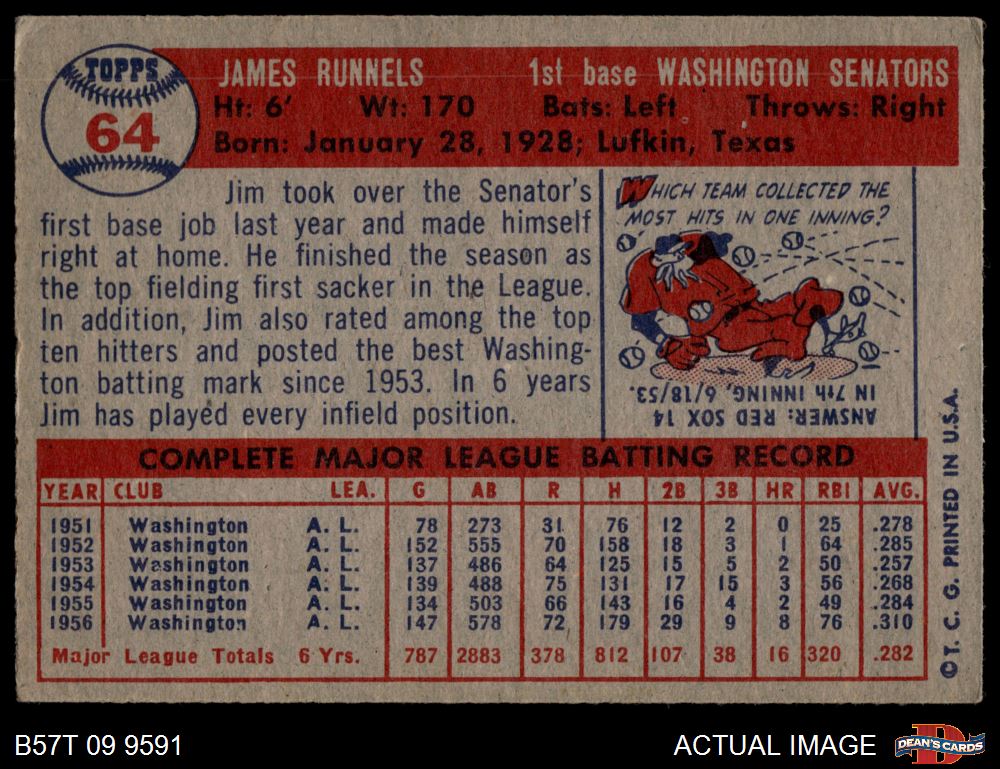 TOPPS
64
JAMES RUNNELS 1st base WASHINGTON SENATORS
Ht: 6' Wt: 170 Bats: Left Throws: Right
Born: January 28, 1928; Lufkin, Texas
Jim took over the Senator's
first base job last year and made himself
right at home. He finished the season as
the top fielding first sacker in the League.
In addition, Jim also rated among the top
ten hitters and posted the best Washing-
ton batting mark since 1953. In 6 years
Jim has played every infield position.
WHICH TEAM COLLECTED THE
MOST HITS IN ONE INNING?
ANSWER: RED SOX 14
IN 7th INNING, 6/18/53.
COMPLETE MAJOR LEAGUE BATTING RECORD
YEAR CLUB LEA. G AB R H 2B 3B HR RBI AVG.
1951 Washington A. L. 78 273 31 76 12 2 0 25 .278
1952 Washington A. L. 152 555 70 158 18 3 1 64 .285
1953 Washington A. L. 137 486 64 125 15 5 2 50 .257
1954 Washington A. L. 139 488 75 131 17 15 3 56 .268
1955 Washington A. L. 134 503 66 143 16 4 2 49 .284
1956 Washington A. L. 147 578 72 179 29 9 8 76 .310
Major League Totals 6 Yrs. 787 2883 378 812 107 38 16 320 .282
©T. C. G. PRINTED IN U.S.A.
B57T 09 9591
ACTUAL IMAGE
D
DEAN'S CARDS